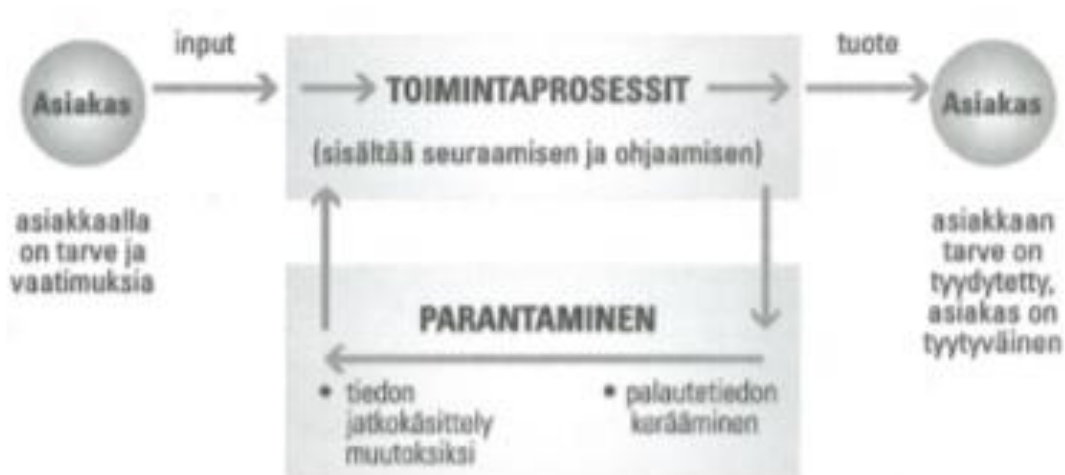 input
tuote
Asiakas
TOIMINTAPROSESSIT
Asiakas
(sisältää seuraamisen ja ohjaamisen)
asiakkaalla
on tarve ja
vaatimuksia
asiakkaan
tarve on
tyydytetty,
asiakas on
tyytyväinen
PARANTAMINEN
• tiedon
jatkokäsittely
muutoksiksi
• palautetiedon
kerääminen